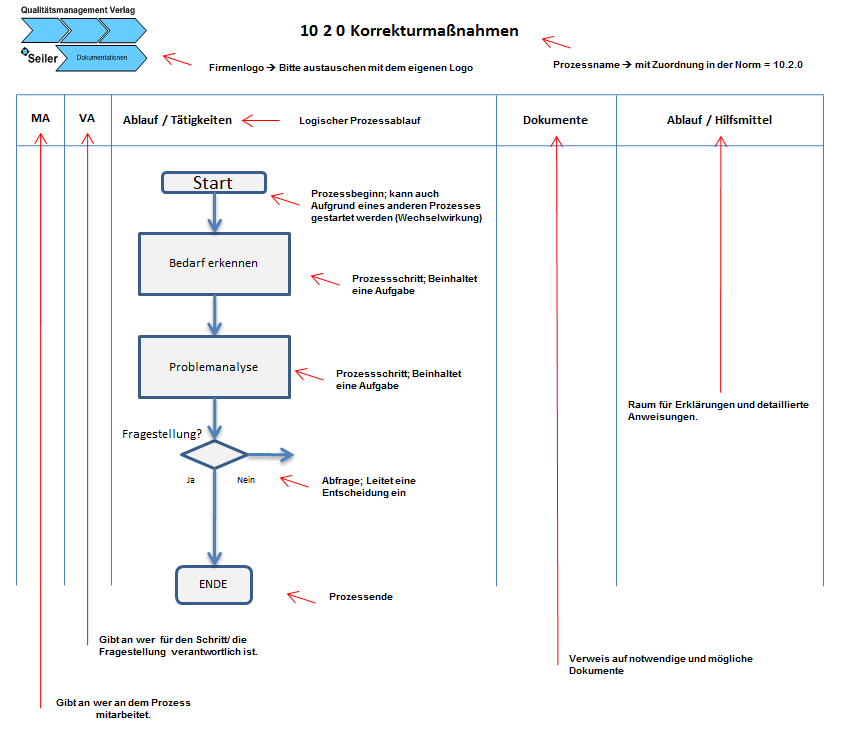 Qualitätsmanagement Verlag
Seiler
Dokumentationen
10 2 0 Korrekturmaßnahmen
Firmenlogo → Bitte austauschen mit dem eigenen Logo
Prozessname → mit Zuordnung in der Norm = 10.2.0
MA
VA
Ablauf / Tätigkeiten
Logischer Prozessablauf
Dokumente
Ablauf / Hilfsmittel
Start
Prozessbeginn; kann auch
Aufgrund eines anderen Prozesses
gestartet werden (Wechselwirkung)
Bedarf erkennen
Prozessschritt; Beinhaltet
eine Aufgabe
Problemanalyse
Prozessschritt; Beinhaltet
eine Aufgabe
Raum für Erklärungen und detaillierte
Anweisungen.
Fragestellung?
Ja
Nein
Abfrage; Leitet eine
Entscheidung ein
ENDE
Prozessende
Gibt an wer für den Schritt/ die
Fragestellung verantwortlich ist.
Verweis auf notwendige und mögliche
Dokumente
Gibt an wer an dem Prozess
mitarbeitet.